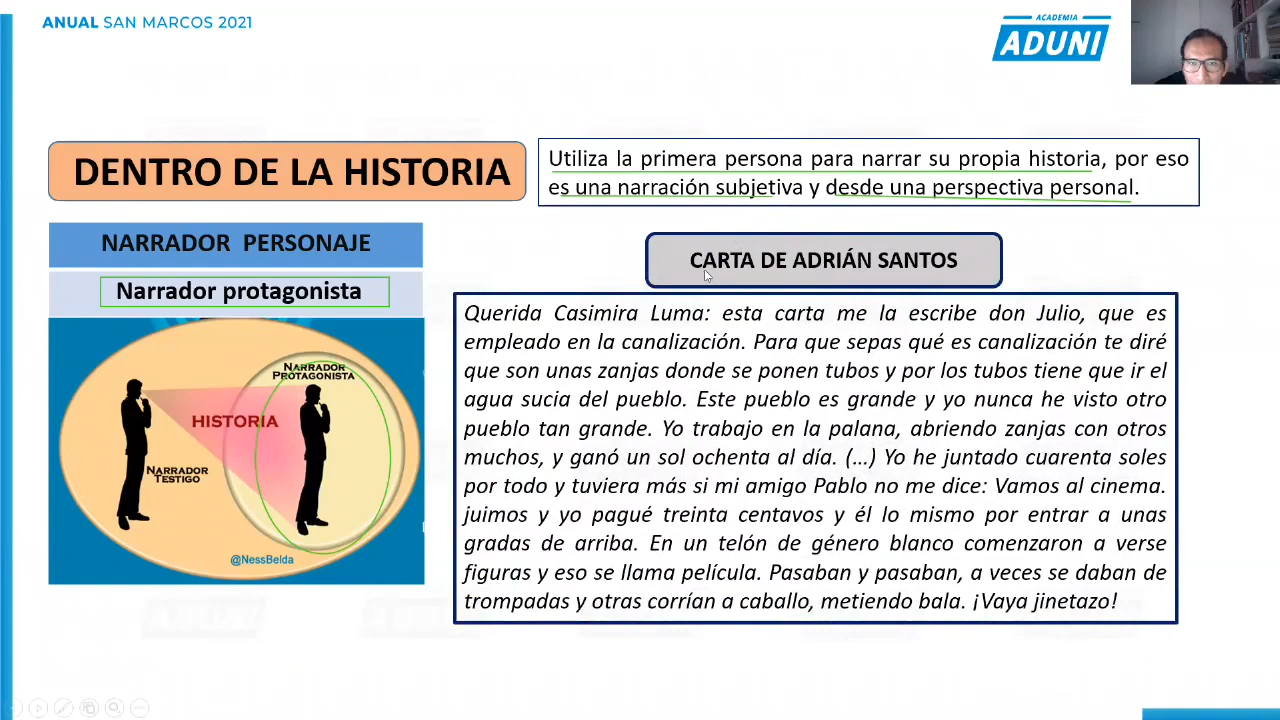 ANUAL SAN MARCOS 2021
ACADEMIA
ADUNI
DENTRO DE LA HISTORIA
Utiliza la primera persona para narrar su propia historia, por eso
es una narración subjetiva y desde una perspectiva personal.
NARRADOR PERSONAJE
Narrador protagonista
NARRADOR
PROTAGONISTA
HISTORIA
NARRADOR
TESTIGO
@NessBelda
CARTA DE ADRIÁN SANTOS
Querida Casimira Luma: esta carta me la escribe don Julio, que es
empleado en la canalización. Para que sepas qué es canalización te diré
que son unas zanjas donde se ponen tubos y por los tubos tiene que ir el
agua sucia del pueblo. Este pueblo es grande y yo nunca he visto otro
pueblo tan grande. Yo trabajo en la palana, abriendo zanjas con otros
muchos, y ganó un sol ochenta al día. (…) Yo he juntado cuarenta soles
por todo y tuviera más si mi amigo Pablo no me dice: Vamos al cinema.
juimos y yo pagué treinta centavos y él lo mismo por entrar a unas
gradas de arriba. En un telón de género blanco comenzaron a verse
figuras y eso se llama película. Pasaban y pasaban, a veces se daban de
trompadas y otras corrían a caballo, metiendo bala. ¡Vaya jinetazo!